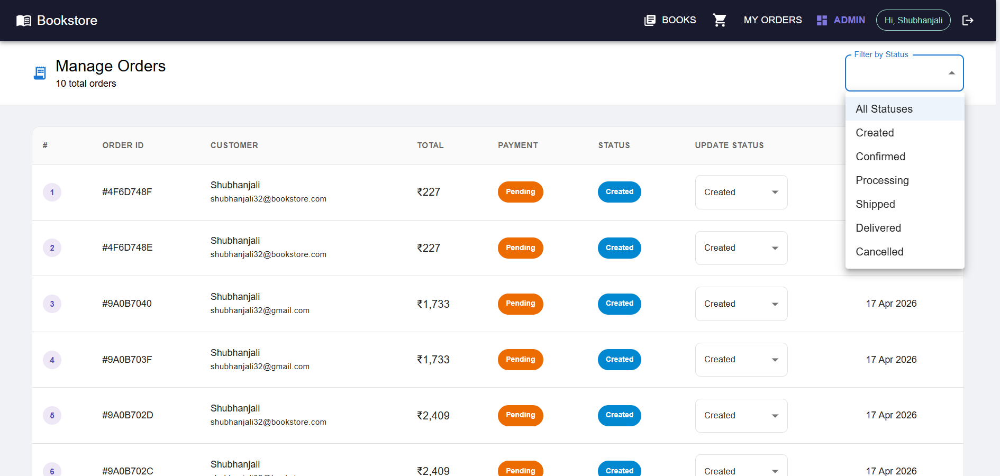 Bookstore
BOOKS
MY ORDERS
ADMIN
Hi, Shubhanjali
Manage Orders
10 total orders
Filter by Status
All Statuses
Created
Confirmed
Processing
Shipped
Delivered
Cancelled
# ORDER ID CUSTOMER TOTAL PAYMENT STATUS UPDATE STATUS
1 #4F6D748F Shubhanjali ₹227 Pending Created Created
shubhanjali32@bookstore.com
2 #4F6D748E Shubhanjali ₹227 Pending Created Created
shubhanjali32@bookstore.com
3 #9A0B7040 Shubhanjali ₹1,733 Pending Created Created 17 Apr 2026
shubhanjali32@gmail.com
4 #9A0B703F Shubhanjali ₹1,733 Pending Created Created 17 Apr 2026
shubhanjali32@gmail.com
5 #9A0B702D Shubhanjali ₹2,409 Pending Created Created 17 Apr 2026
shubhanjali32@bookstore.com
6 #9A0B702C Shubhanjali ₹2,409 Pending Created Created 17 Apr 2026